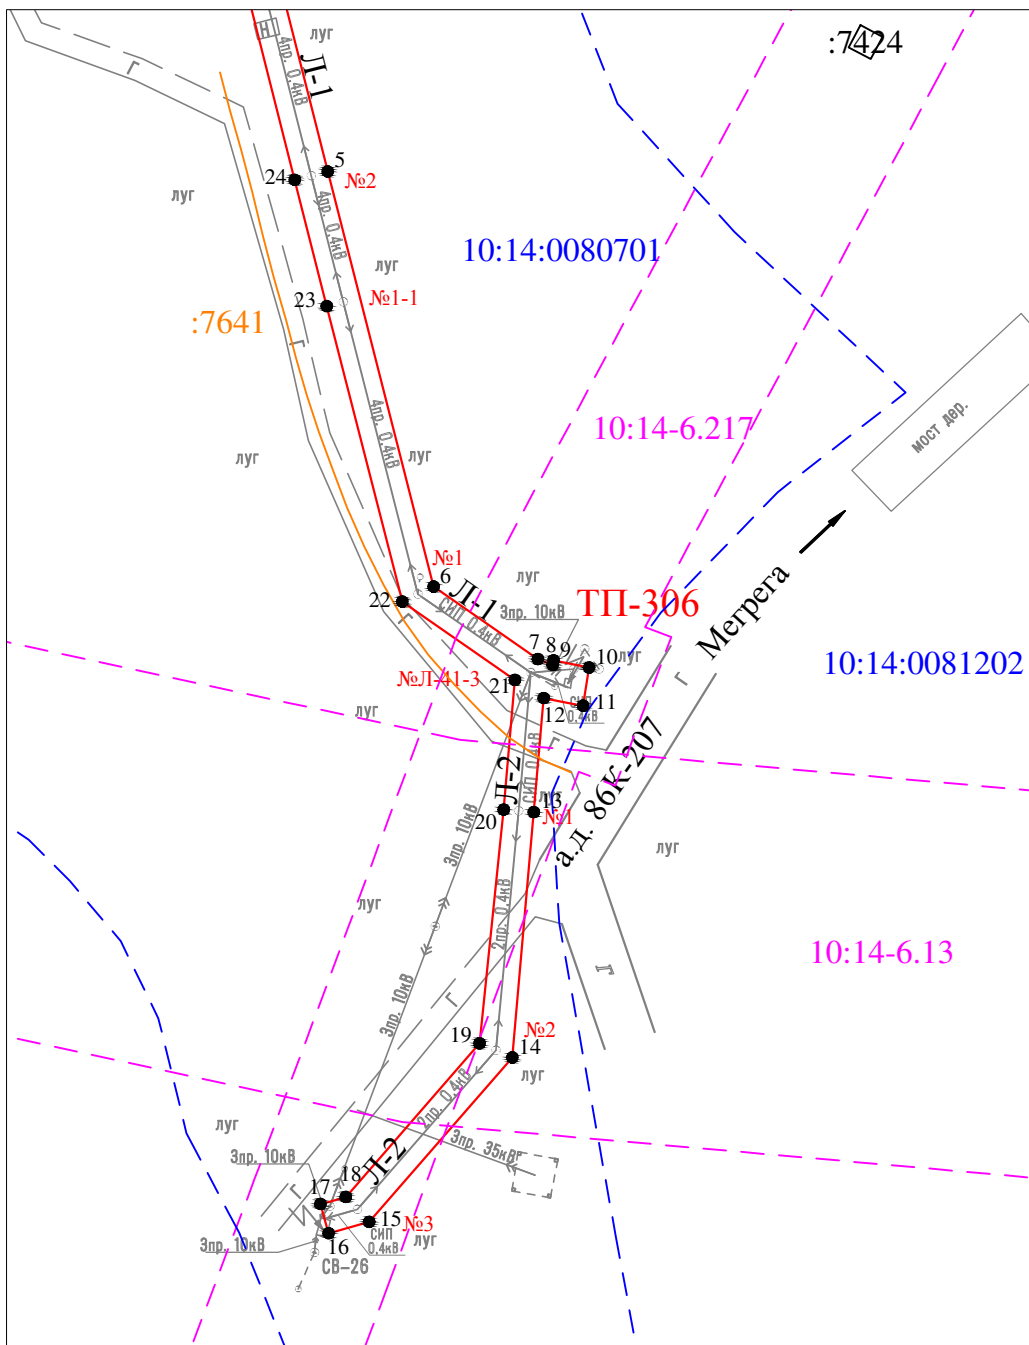 луг
:7424
Н
4пр. 0.4кВ
Л-1
Г
5
№2
24
луг
4пр. 0.4кВ
10:14:0080701
луг
№1-1
23
:7641
Г
4пр. 0.4кВ
10:14-6.217
мост дер.
луг
луг
№1
6
Л-1
луг
22
Г
СИП 0.4кВ
3пр. 10кВ
ТП-306
Мегрега
7
8
9
10
луг
10:14:0081202
№Л-41-3
21
12
СИП
0.4кВ
11
Г
луг
Г
а.д. 86К-207
Л-2
СИП 0.4кВ
луг
13
№1
20
3пр. 10кВ
луг
луг
2пр. 0.4кВ
10:14-6.13
Г
Г
3пр. 10кВ
19
№2
14
луг
2пр. 0.4кВ
луг
3пр. 35кВ
3пр. 10кВ
Л-2
18
17
Г
15
№3
СИП
0.4кВ
луг
16
3пр. 10кВ
СВ-26